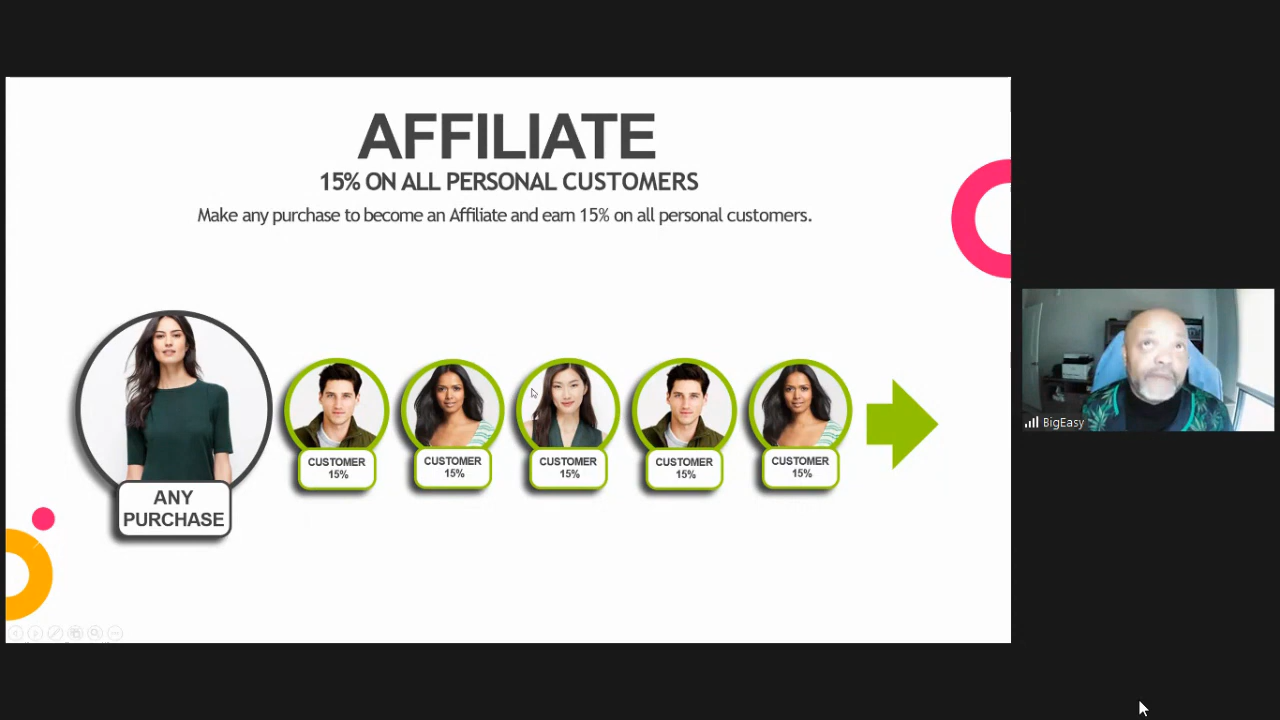 AFFILIATE
15% ON ALL PERSONAL CUSTOMERS
Make any purchase to become an Affiliate and earn 15% on all personal customers.
ANY
PURCHASE
CUSTOMER
15%
CUSTOMER
15%
CUSTOMER
15%
CUSTOMER
15%
CUSTOMER
15%
BigEasy